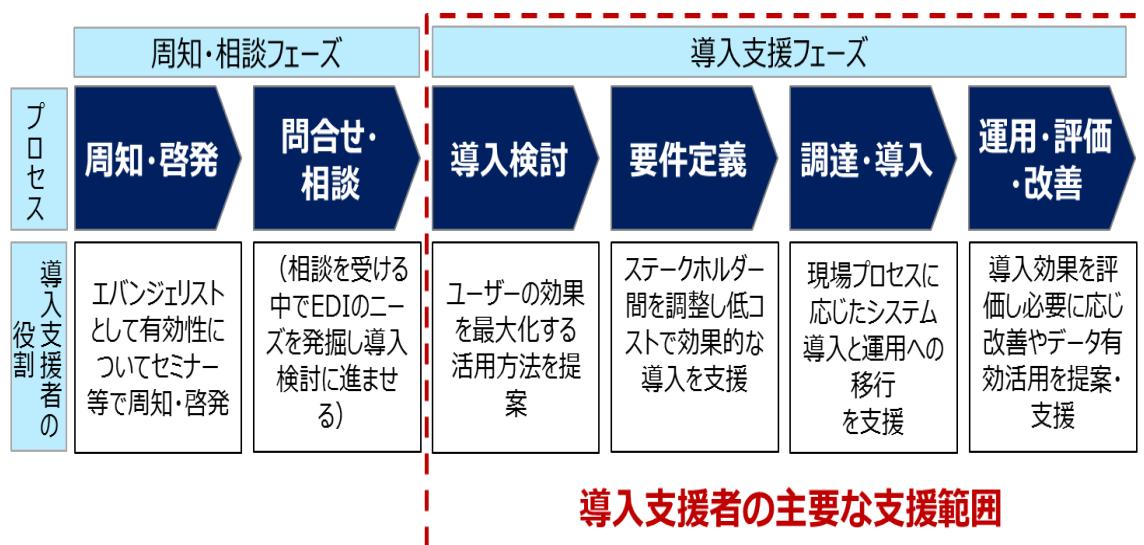 周知・相談フェーズ
導入支援フェーズ
プロセス
周知・啓発
問合せ・
相談
導入検討
要件定義
調達・導入
運用・評価
・改善
導入支援者の
役割
エバンジェリスト
として有効性に
ついてセミナー
等で周知・啓発
（相談を受ける
中でEDIのニー
ズを発掘し導入
検討に進ませ
る）
ユーザーの効果
を最大化する
活用方法を提
案
ステークホルダー
間を調整し低コ
ストで効果的な
導入を支援
現場プロセスに
応じたシステム
導入と運用への
移行
を支援
導入効果を評
価し必要に応じ
改善やデータ有
効活用を提案・
支援
導入支援者の主要な支援範囲